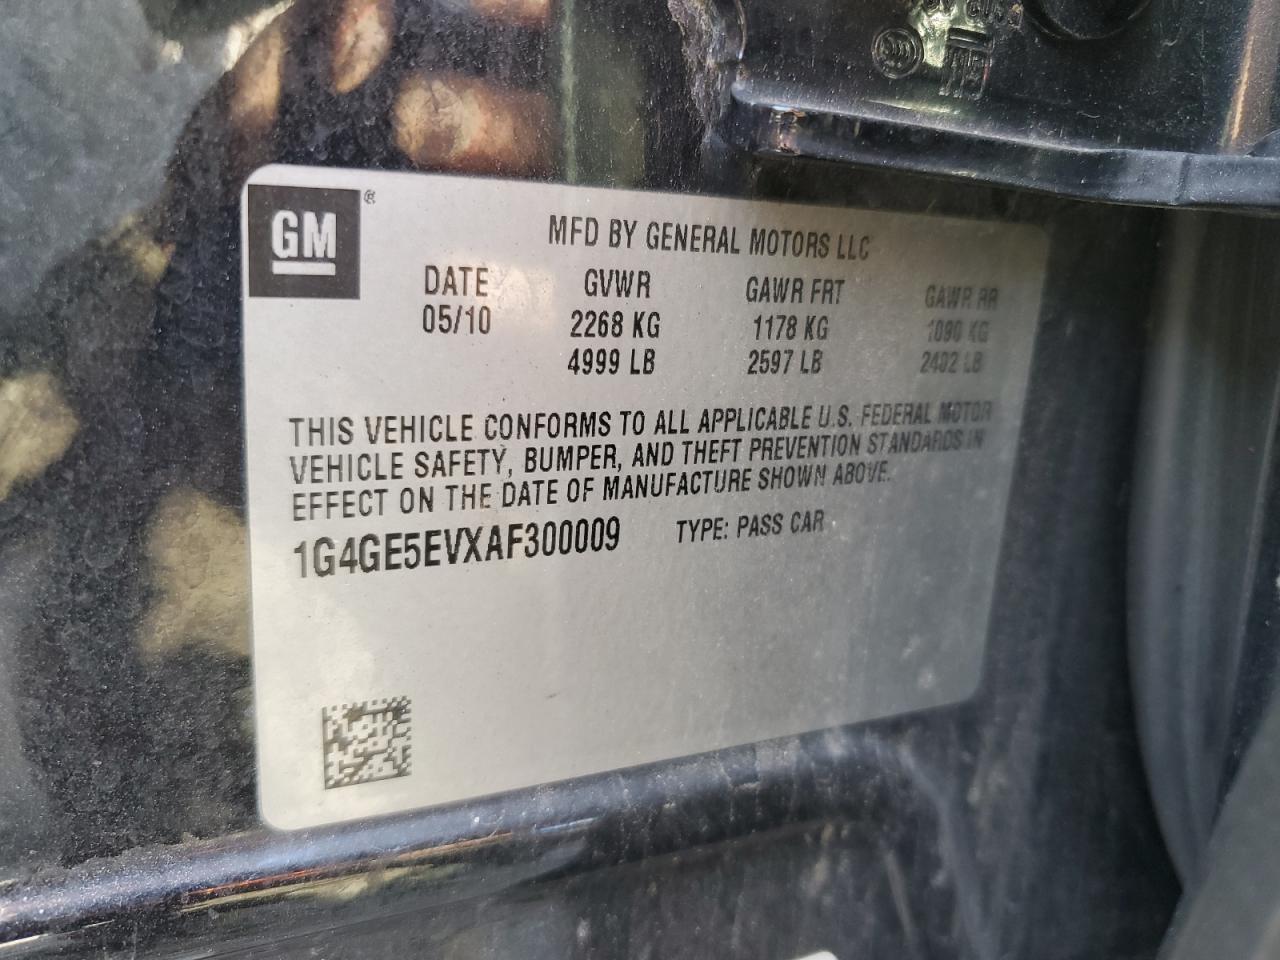 GM
MFD BY GENERAL MOTORS LLC
DATE GVWR GAWR FRT GAWR RR
05/10 2268 KG 1178 KG 1090 KG
4999 LB 2597 LB 2402 LB
THIS VEHICLE CONFORMS TO ALL APPLICABLE U.S. FEDERAL MOTOR
VEHICLE SAFETY, BUMPER, AND THEFT PREVENTION STANDARDS IN
EFFECT ON THE DATE OF MANUFACTURE SHOWN ABOVE.
1G4GE5EVXAF300009 TYPE: PASS CAR